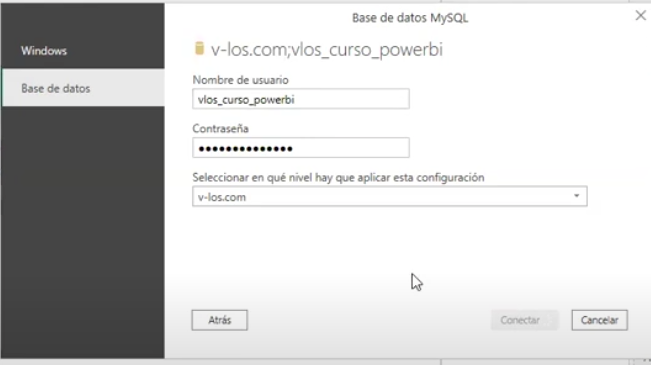 Base de datos MySQL
Windows
Base de datos
v-los.com;vlos_curso_powerbi
Nombre de usuario
vlos_curso_powerbi
Contraseña
●●●●●●●●●●●●●●
Seleccionar en qué nivel hay que aplicar esta configuración
v-los.com
Atrás
Conectar
Cancelar